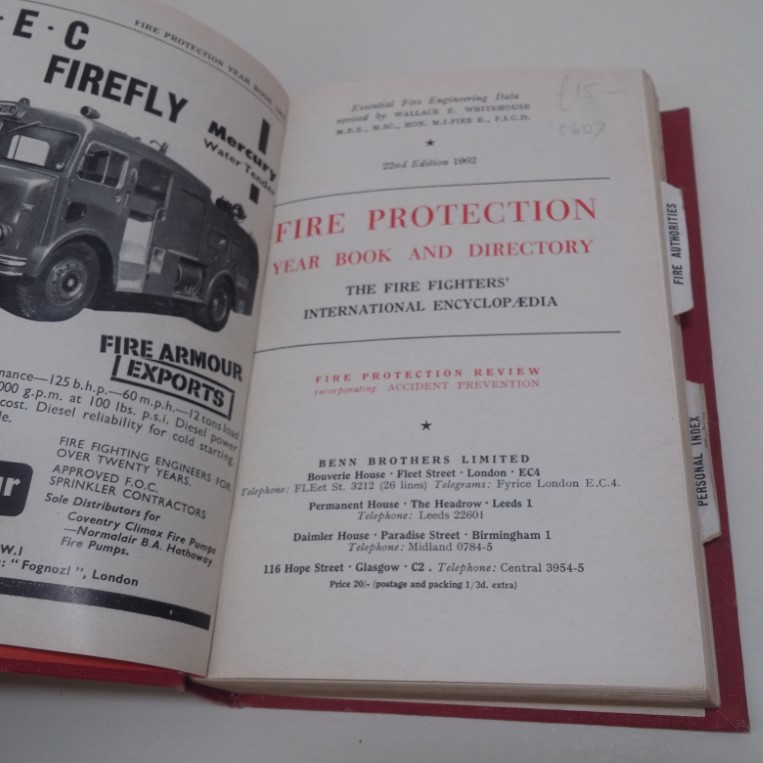 ·E·C
FIRE PROTECTION YEAR BOOK
FIREFLY
Mercury
Water Tender
!
FIRE ARMOUR
EXPORTS
—125 b.h.p.—60 m.p.h.—12 tons load
000 g.p.m. at 100 lbs. p.s.i. Diesel power
cost. Diesel reliability for cold starting.
FIRE FIGHTING ENGINEERS FOR
OVER TWENTY YEARS.
APPROVED F.O.C.
SPRINKLER CONTRACTORS
Sole Distributors for
Coventry Climax Fire Pumps
—Normalair B.A. Hathaway
Fire Pumps.
W.1
"Fognozl", London
Essential Fire Engineering Data
revised by WALLACE E. WHITEHOUSE
M.B.E., M.NC., HON. M.I.FIRE E., F.I.C.D.
£15—
0607
★
22nd Edition 1962
FIRE PROTECTION
YEAR BOOK AND DIRECTORY
THE FIRE FIGHTERS'
INTERNATIONAL ENCYCLOPÆDIA
FIRE PROTECTION REVIEW
incorporating ACCIDENT PREVENTION
★
BENN BROTHERS LIMITED
Bouverie House · Fleet Street · London · EC4
Telephone: FLEet St. 3212 (26 lines) Telegrams: Fyrice London E.C.4.
Permanent House · The Headrow · Leeds 1
Telephone: Leeds 22601
Daimler House · Paradise Street · Birmingham 1
Telephone: Midland 0784-5
116 Hope Street · Glasgow · C2 . Telephone: Central 3954-5
Price 20/- (postage and packing 1/3d. extra)
FIRE AUTHORITIES
PERSONAL INDEX